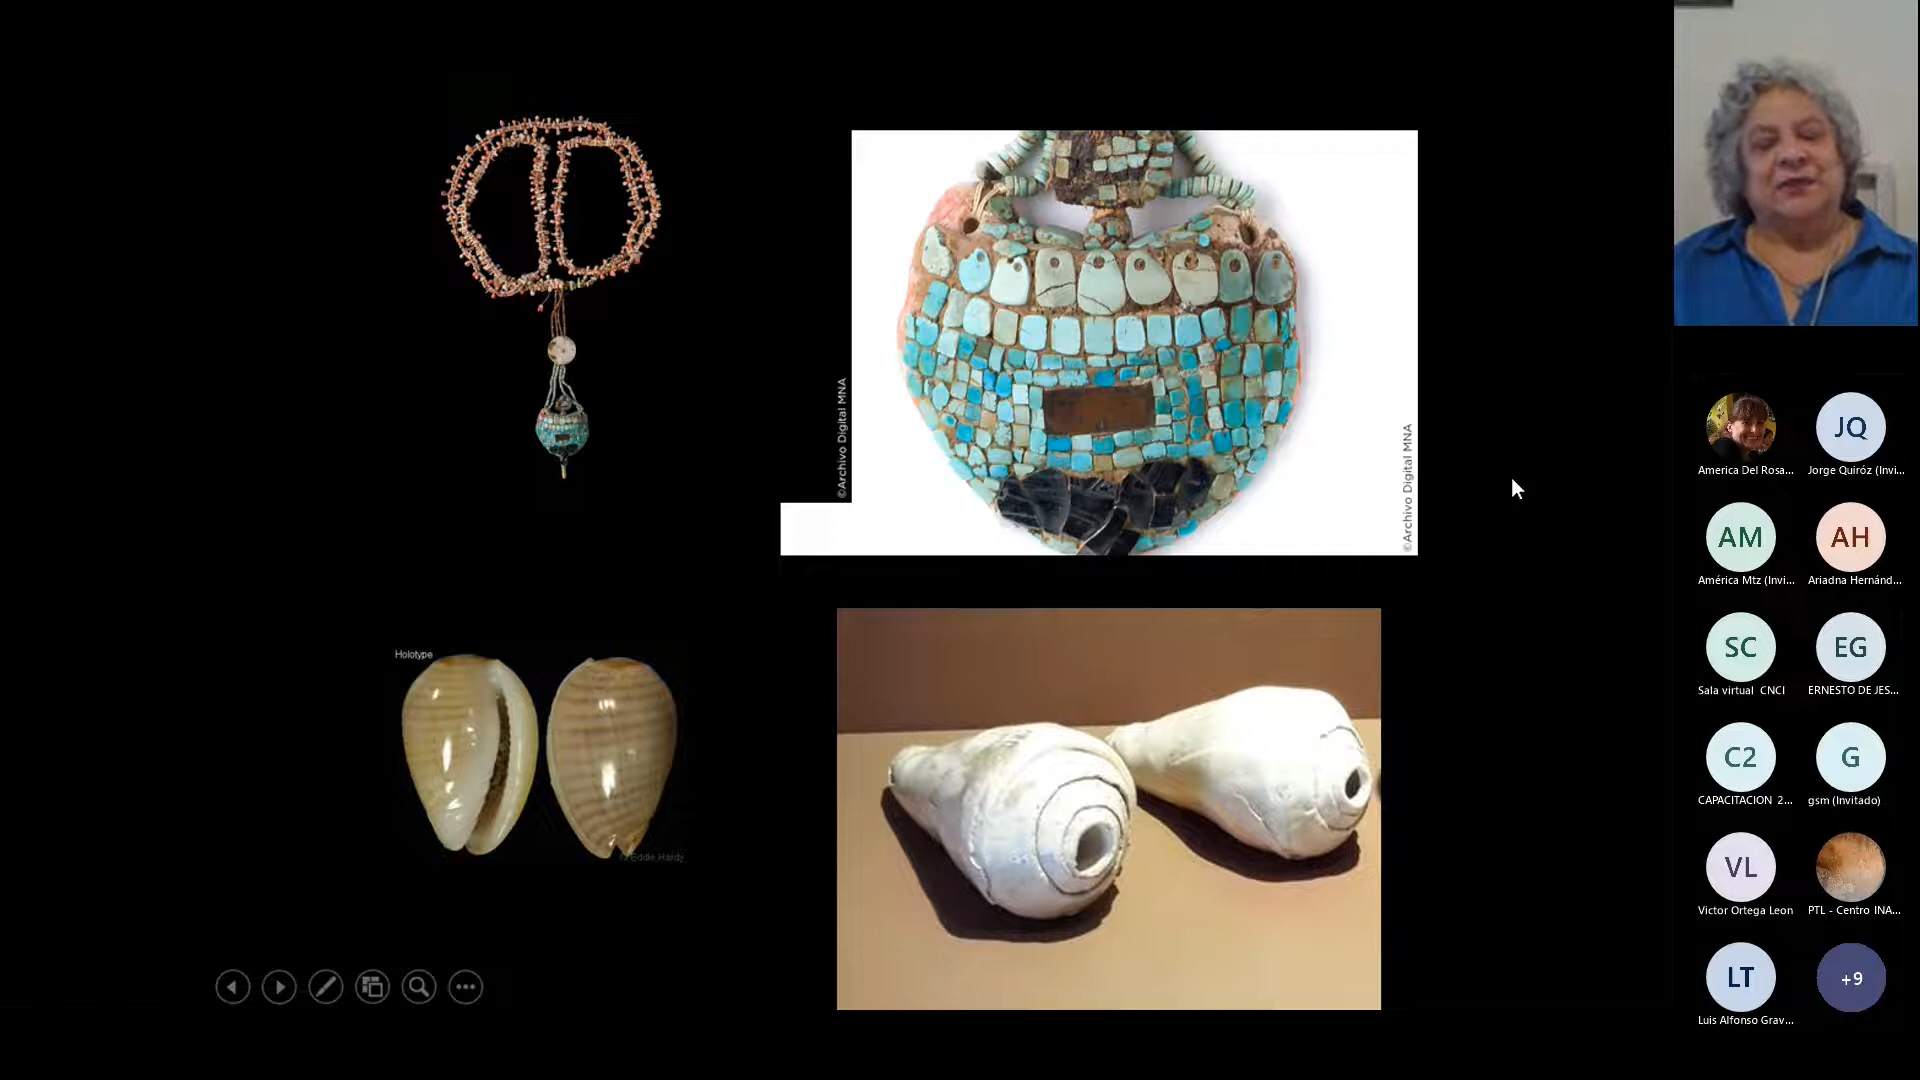 ©Archivo Digital MNA
©Archivo Digital MNA
Holotype
Eddie Hardy
America Del Rosa...
JQ
Jorge Quiróz (Invi...
AM
América Mtz (Invi...
AH
Ariadna Hernánd...
SC
Sala virtual CNCI
EG
ERNESTO DE JES...
C2
CAPACITACION 2...
G
gsm (Invitado)
VL
Victor Ortega Leon
PTL - Centro INA...
LT
Luis Alfonso Grav...
+9